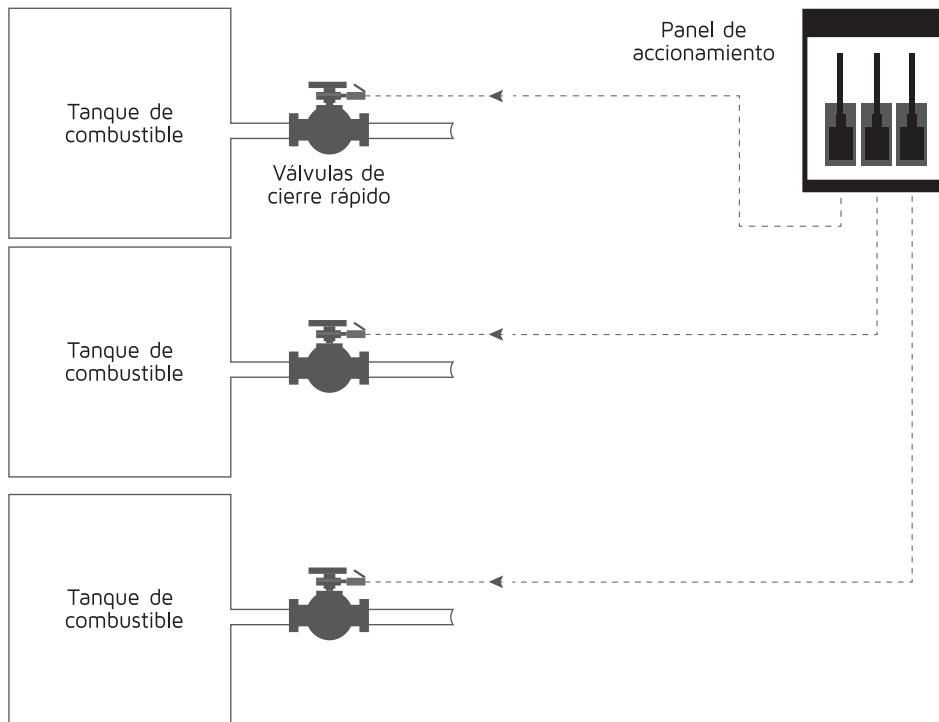 Panel de
accionamiento
Tanque de
combustible
Válvulas de
cierre rápido
Tanque de
combustible
Tanque de
combustible